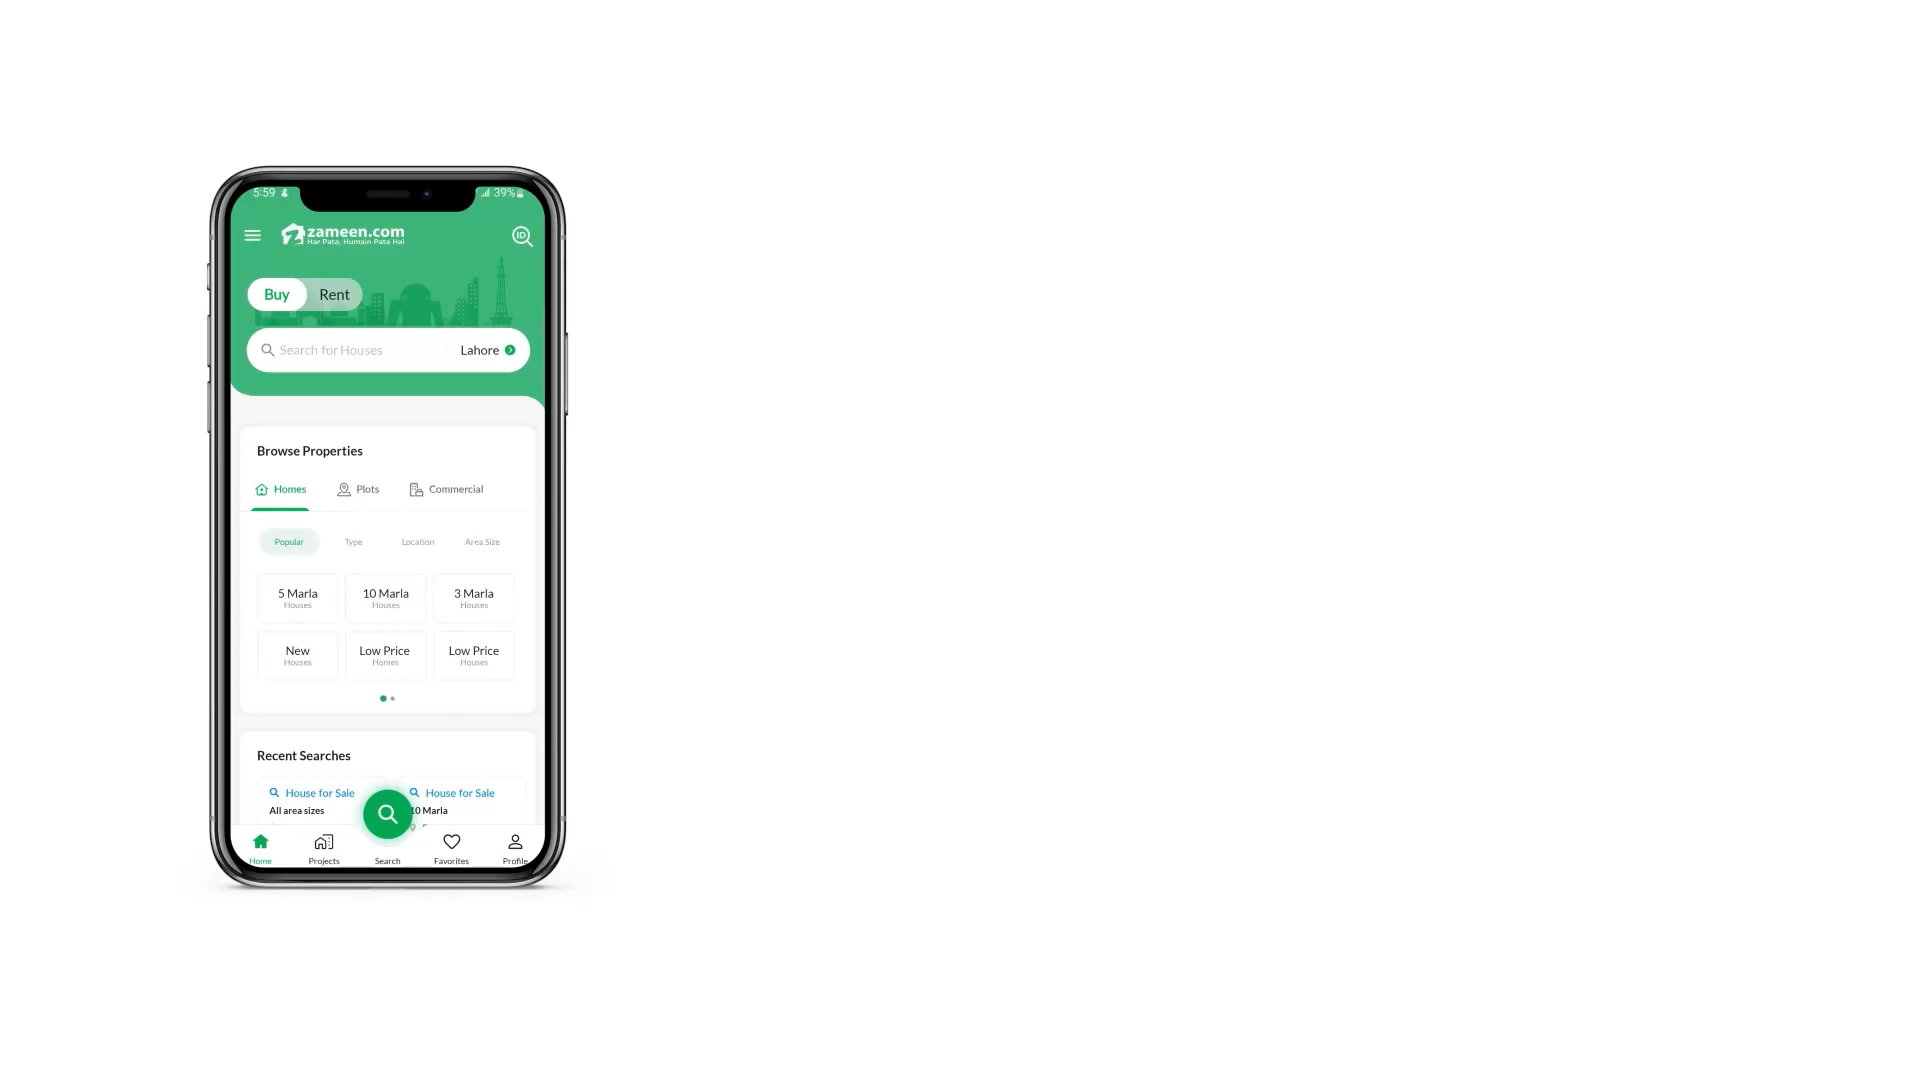 5:59 39%
zameen.com
Har Pata, Humain Pata Hai
ID
Buy Rent
Search for Houses Lahore
Browse Properties
Homes Plots Commercial
Popular Type Location Area Size
5 Marla 10 Marla 3 Marla
Houses Houses Houses
New Low Price Low Price
Houses Homes Houses
Recent Searches
House for Sale House for Sale
All area sizes 10 Marla
Home Projects Search Favorites Profile